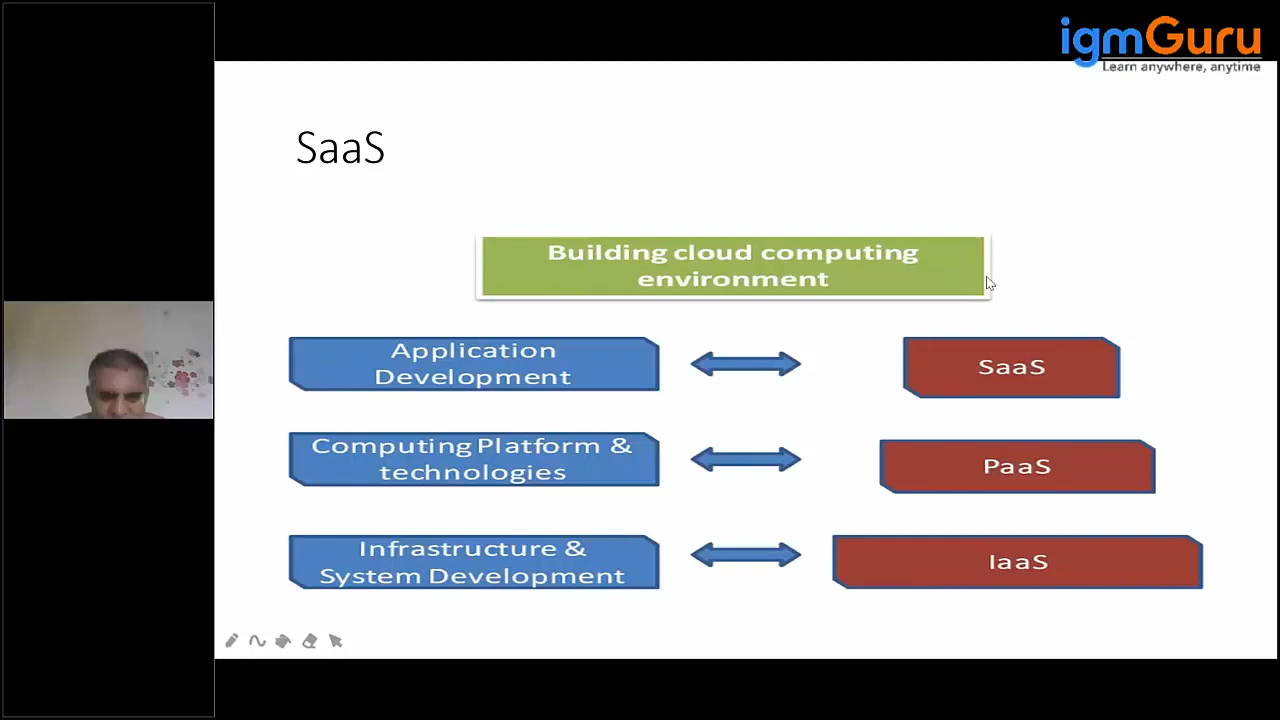 igmGuru
Learn anywhere, anytime
SaaS
Building cloud computing
environment
Application
Development
SaaS
Computing Platform &
technologies
PaaS
Infrastructure &
System Development
IaaS